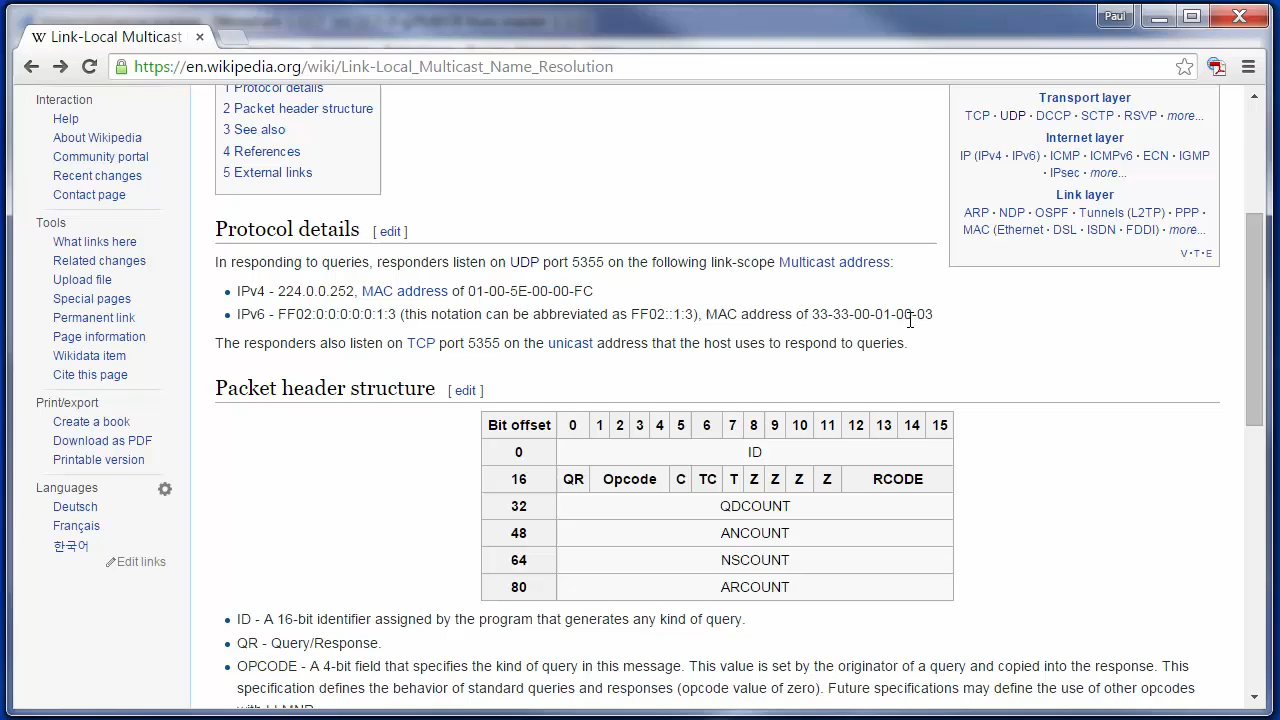 Paul
Link-Local Multicast
https://en.wikipedia.org/wiki/Link-Local_Multicast_Name_Resolution
Interaction
Help
About Wikipedia
Community portal
Recent changes
Contact page
Tools
What links here
Related changes
Upload file
Special pages
Permanent link
Page information
Wikidata item
Cite this page
Print/export
Create a book
Download as PDF
Printable version
Languages
Deutsch
Français
한국어
Edit links
1 Protocol details
2 Packet header structure
3 See also
4 References
5 External links
Transport layer
TCP · UDP · DCCP · SCTP · RSVP · more...
Internet layer
IP (IPv4 · IPv6) · ICMP · ICMPv6 · ECN · IGMP
· IPsec · more...
Link layer
ARP · NDP · OSPF · Tunnels (L2TP) · PPP ·
MAC (Ethernet · DSL · ISDN · FDDI) · more...
V · T · E
Protocol details [ edit ]
In responding to queries, responders listen on UDP port 5355 on the following link-scope Multicast address:
• IPv4 - 224.0.0.252, MAC address of 01-00-5E-00-00-FC
• IPv6 - FF02:0:0:0:0:0:1:3 (this notation can be abbreviated as FF02::1:3), MAC address of 33-33-00-01-00-03
The responders also listen on TCP port 5355 on the unicast address that the host uses to respond to queries.
Packet header structure [ edit ]
Bit offset 0 1 2 3 4 5 6 7 8 9 10 11 12 13 14 15
0 ID
16 QR Opcode C TC T Z Z Z Z RCODE
32 QDCOUNT
48 ANCOUNT
64 NSCOUNT
80 ARCOUNT
• ID - A 16-bit identifier assigned by the program that generates any kind of query.
• QR - Query/Response.
• OPCODE - A 4-bit field that specifies the kind of query in this message. This value is set by the originator of a query and copied into the response. This
specification defines the behavior of standard queries and responses (opcode value of zero). Future specifications may define the use of other opcodes
with LLMNR.